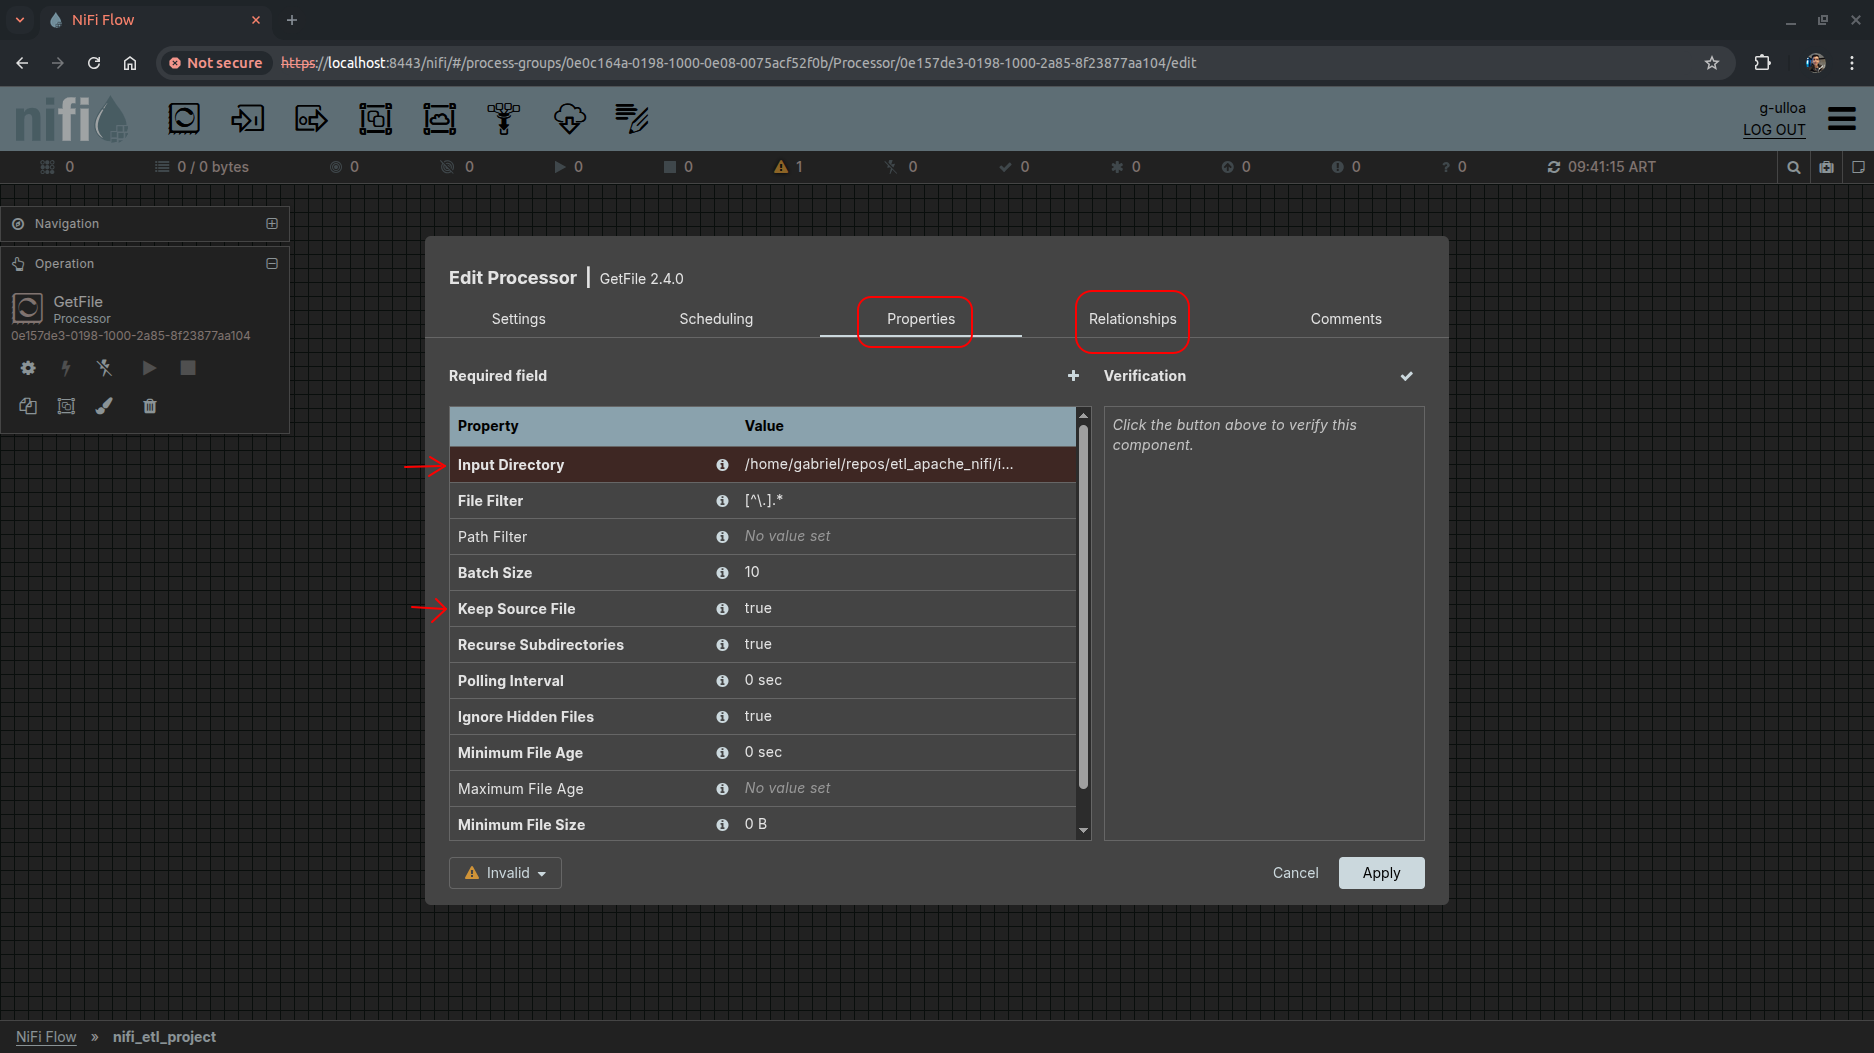 NiFi Flow
Not secure https://localhost:8443/nifi/#/process-groups/0e0c164a-0198-1000-0e08-0075acf52f0b/Processor/0e157de3-0198-1000-2a85-8f23877aa104/edit
nifi
g-ulloa
LOG OUT
0 0 / 0 bytes 0 0 0 0 1 0 0 0 0 0 ? 0 09:41:15 ART
Navigation
Operation
GetFile
Processor
0e157de3-0198-1000-2a85-8f23877aa104
Edit Processor | GetFile 2.4.0
Settings Scheduling Properties Relationships Comments
Required field
Property Value
Input Directory /home/gabriel/repos/etl_apache_nifi/i...
File Filter [^\.].*
Path Filter No value set
Batch Size 10
Keep Source File true
Recurse Subdirectories true
Polling Interval 0 sec
Ignore Hidden Files true
Minimum File Age 0 sec
Maximum File Age No value set
Minimum File Size 0 B
Verification
Click the button above to verify this
component.
Invalid
Cancel Apply
NiFi Flow » nifi_etl_project